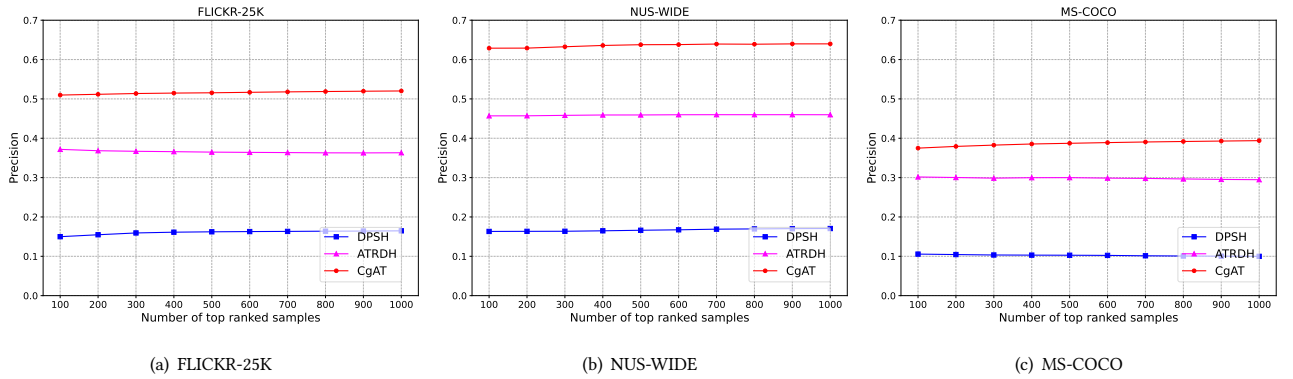 FLICKR-25K
0.7
0.6
0.5
0.4
0.3
0.2
0.1
0.0
Precision
100 200 300 400 500 600 700 800 900 1000
Number of top ranked samples
DPSH
ATRDH
CgAT
(a) FLICKR-25K
NUS-WIDE
0.7
0.6
0.5
0.4
0.3
0.2
0.1
0.0
Precision
100 200 300 400 500 600 700 800 900 1000
Number of top ranked samples
DPSH
ATRDH
CgAT
(b) NUS-WIDE
MS-COCO
0.7
0.6
0.5
0.4
0.3
0.2
0.1
0.0
Precision
100 200 300 400 500 600 700 800 900 1000
Number of top ranked samples
DPSH
ATRDH
CgAT
(c) MS-COCO